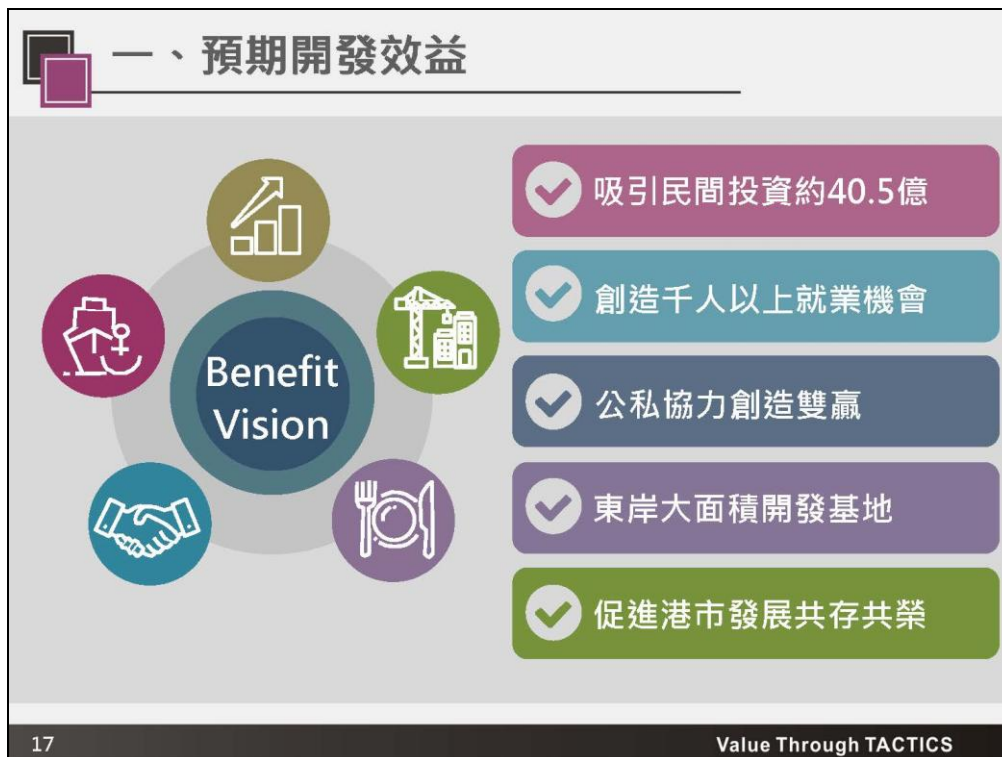 一、預期開發效益
Benefit
Vision
吸引民間投資約40.5億
創造千人以上就業機會
公私協力創造雙贏
東岸大面積開發基地
促進港市發展共存共榮
17
Value Through TACTICS